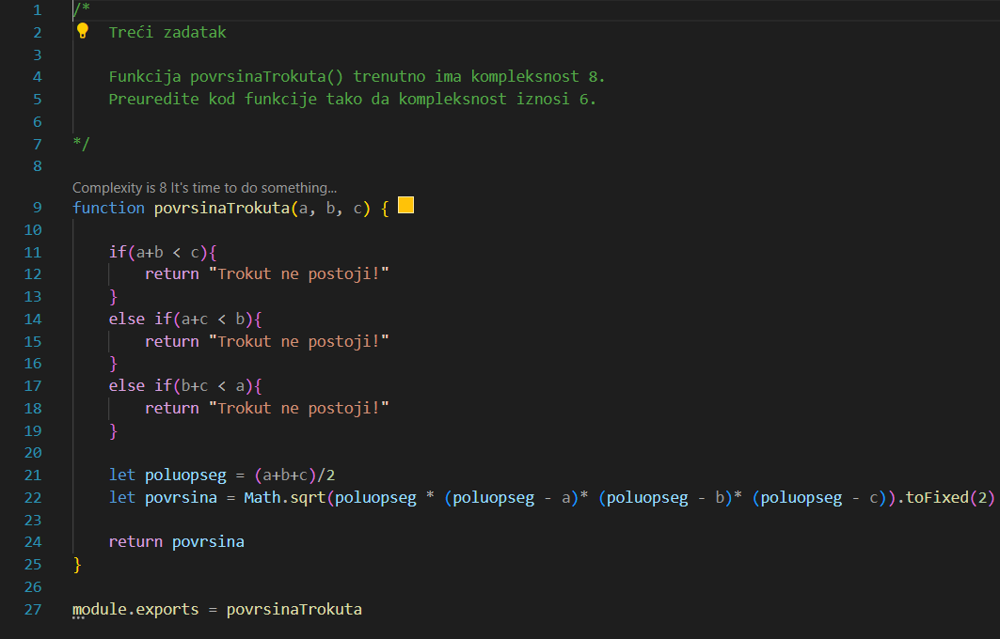 1 /*
2 Treći zadatak
3
4 Funkcija povrsinaTrokuta() trenutno ima kompleksnost 8.
5 Preuredite kod funkcije tako da kompleksnost iznosi 6.
6
7 */
8
Complexity is 8 It's time to do something...
9 function povrsinaTrokuta(a, b, c) {
10
11 if(a+b < c){
12 return "Trokut ne postoji!"
13 }
14 else if(a+c < b){
15 return "Trokut ne postoji!"
16 }
17 else if(b+c < a){
18 return "Trokut ne postoji!"
19 }
20
21 let poluopseg = (a+b+c)/2
22 let povrsina = Math.sqrt(poluopseg * (poluopseg - a)* (poluopseg - b)* (poluopseg - c)).toFixed(2)
23
24 return povrsina
25 }
26
27 module.exports = povrsinaTrokuta